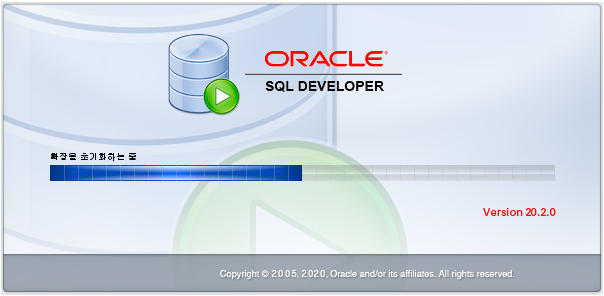 ORACLE®
SQL DEVELOPER
확장을 초기화하는 중
Version 20.2.0
Copyright © 2005, 2020, Oracle and/or its affiliates. All rights reserved.